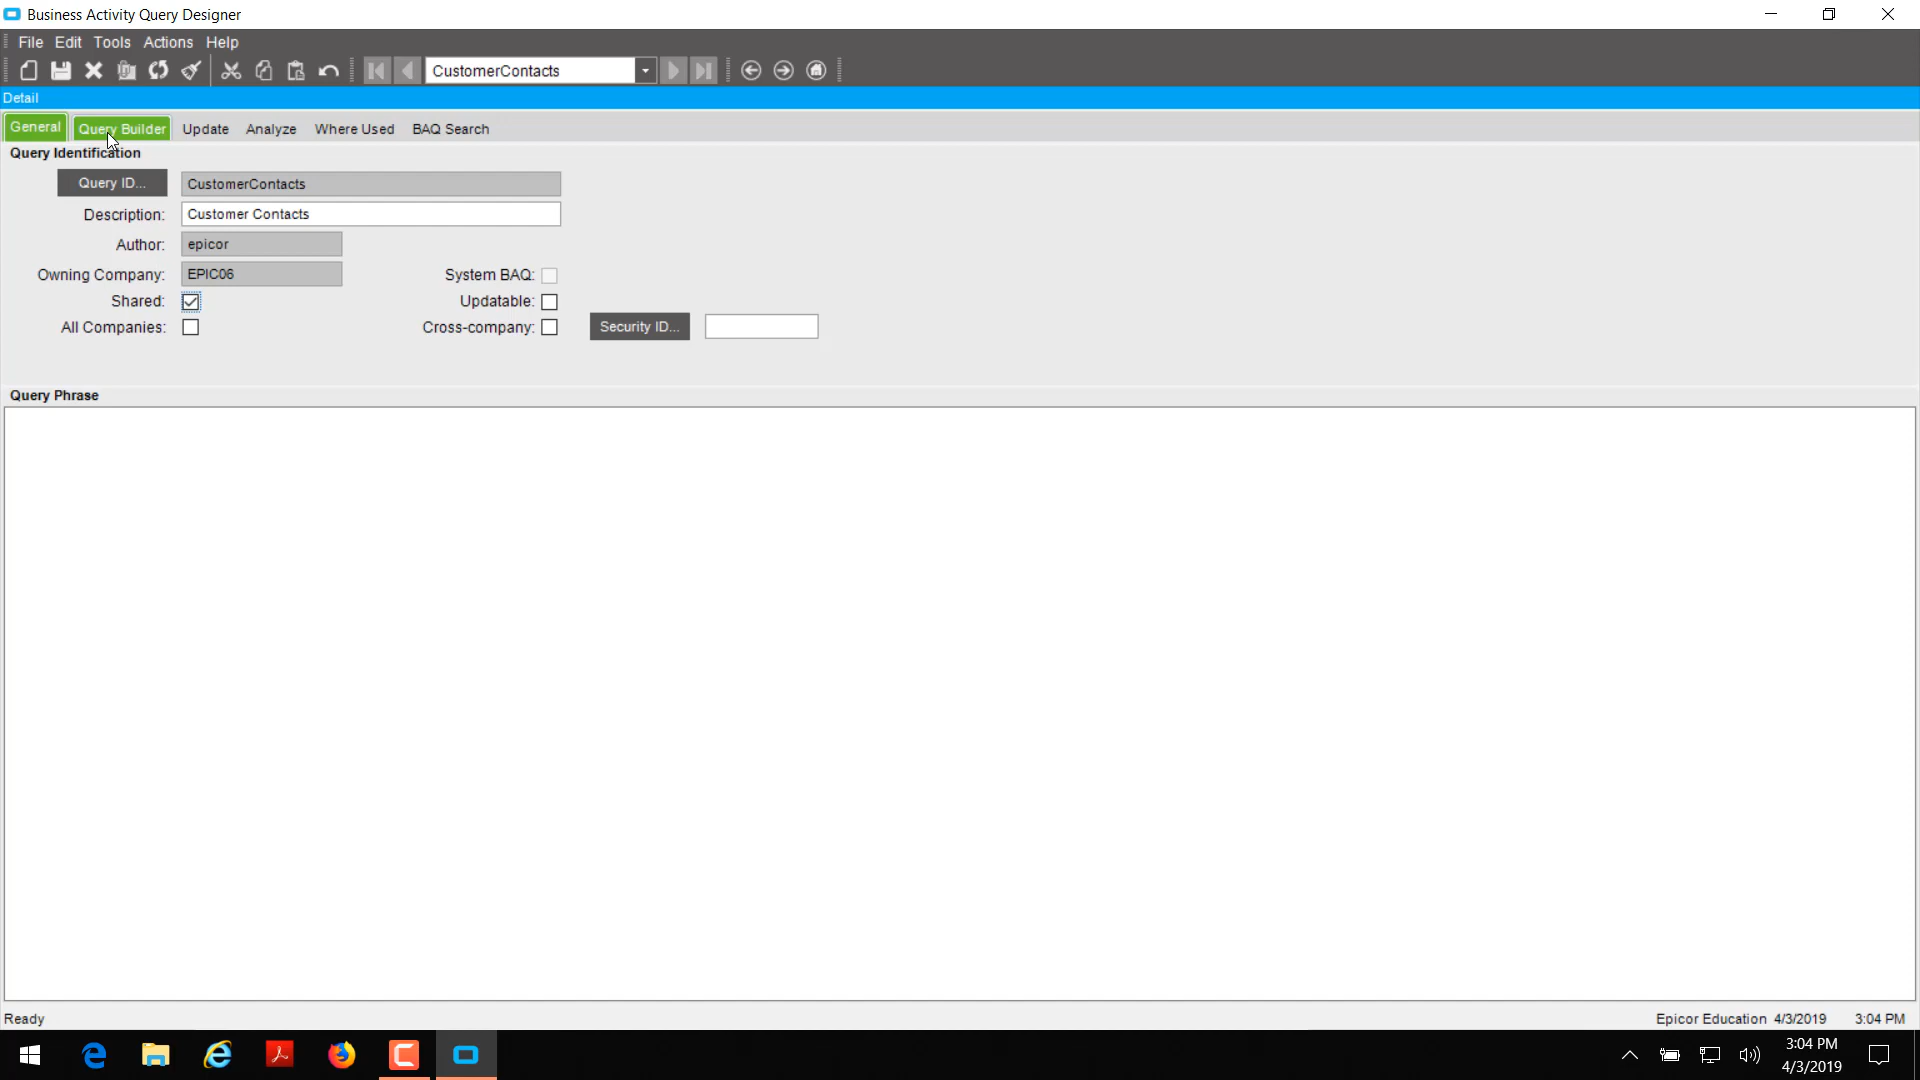 Business Activity Query Designer
File Edit Tools Actions Help
CustomerContacts
Detail
General Query Builder Update Analyze Where Used BAQ Search
Query Identification
Query ID... CustomerContacts
Description: Customer Contacts
Author: epicor
Owning Company: EPIC06 System BAQ:
Shared: Updatable:
All Companies: Cross-company: Security ID...
Query Phrase
Ready Epicor Education 4/3/2019 3:04 PM
3:04 PM
4/3/2019